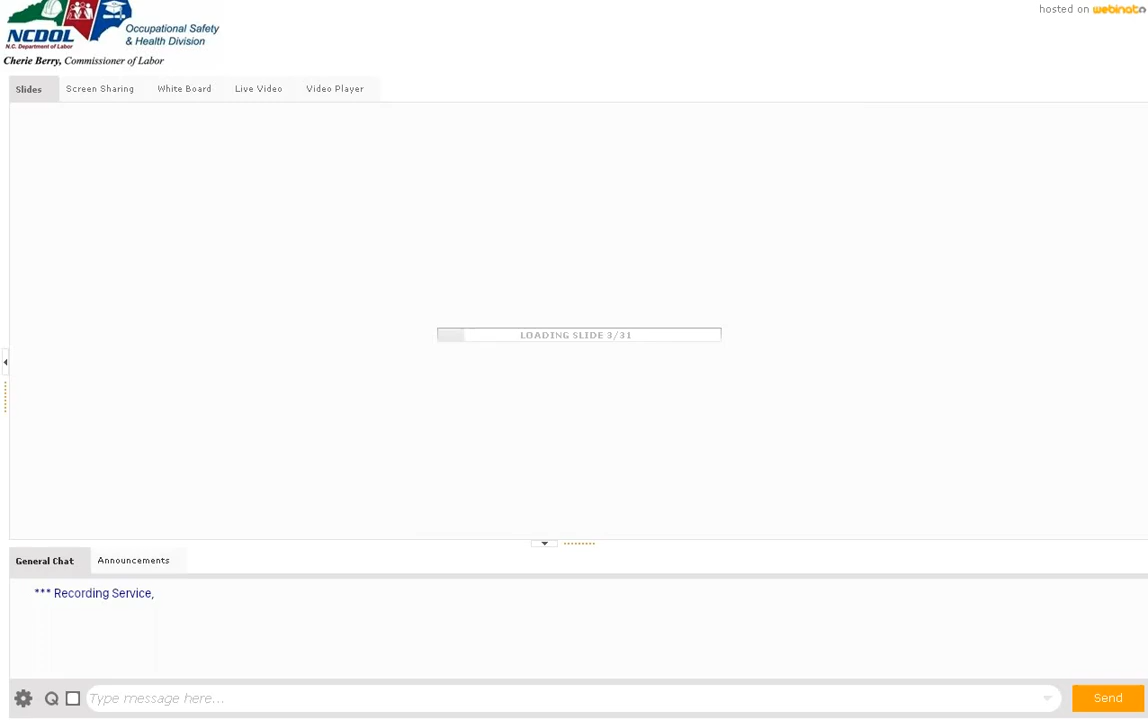 hosted on webinato
NCDOL
N.C. Department of Labor
Occupational Safety
& Health Division
Cherie Berry, Commissioner of Labor
Slides
Screen Sharing
White Board
Live Video
Video Player
LOADING SLIDE 3/31
General Chat
Announcements
*** Recording Service,
Q
Type message here...
Send